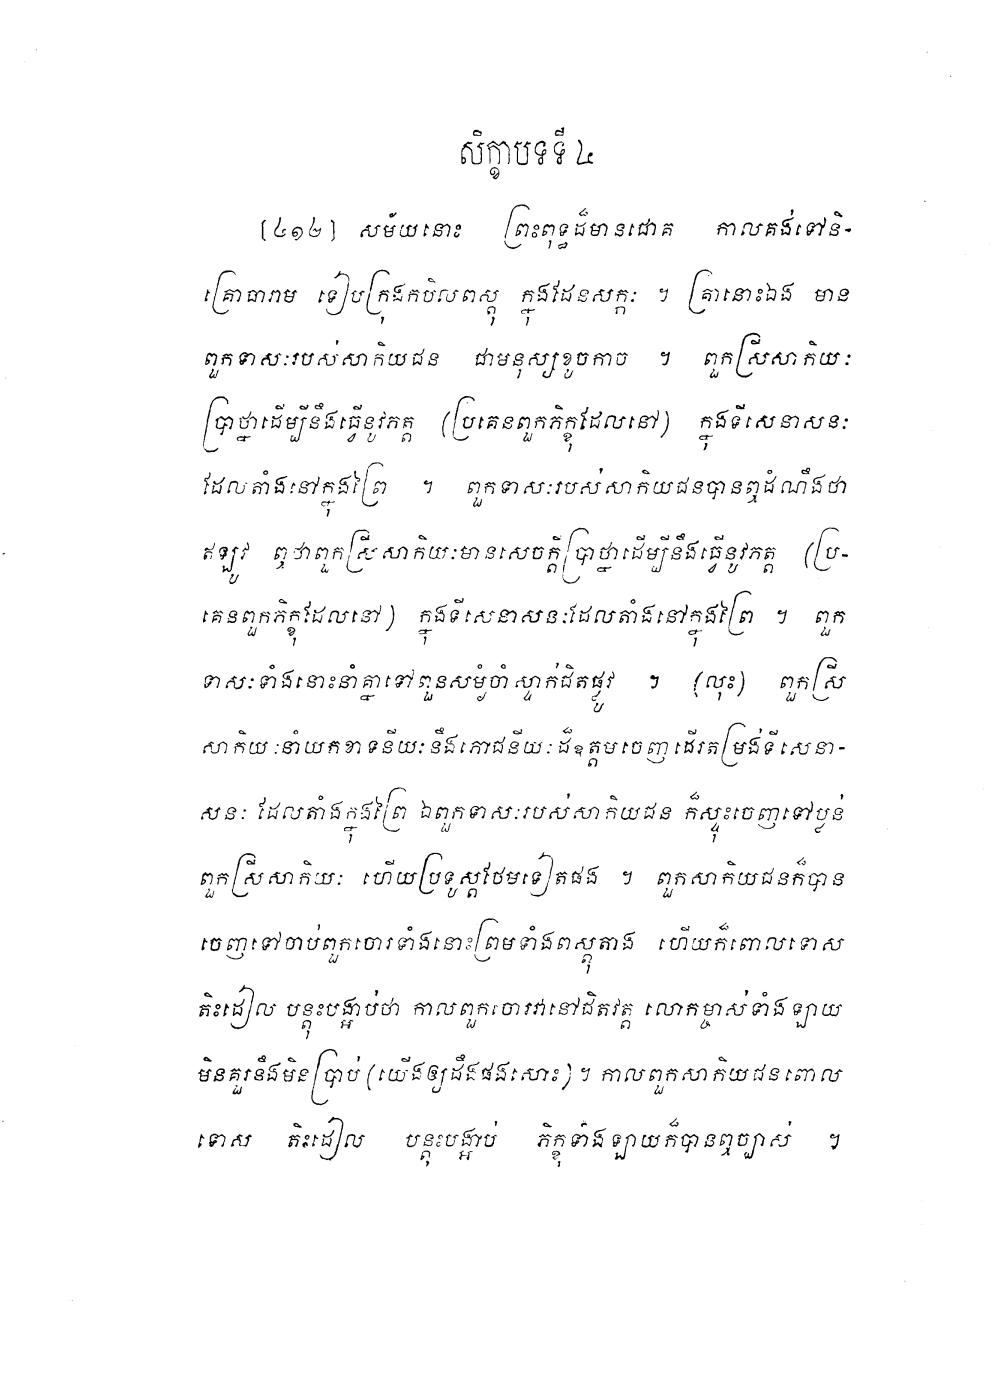 សិក្ខាបទទី ៤
[៤១៤] សម័យនោះ ព្រះពុទ្ធដ៏មានជោគ កាលគង់ទៅនិ-
គ្រោធារាម ទៀបក្រុងកបិលពស្តុ ក្នុងដែនសក្កៈ ។ គ្រានោះឯង មាន
ពួកទាសៈរបស់សាកិយជន ជាមនុស្សខូចកាច ។ ពួកស្រីសាកិយៈ
ប្រាថ្នាដើម្បីនឹងធ្វើនូវភត្ត (ប្រគេនពួកភិក្ខុដែលនៅ) ក្នុងទីសេនាសនៈ
ដែលតាំងនៅក្នុងព្រៃ ។ ពួកទាសៈរបស់សាកិយជនបានឮដំណឹងថា
ឥឡូវ ឮថាពួកស្រីសាកិយៈមានសេចក្តីប្រាថ្នាដើម្បីនឹងធ្វើនូវភត្ត (ប្រ-
គេនពួកភិក្ខុដែលនៅ) ក្នុងទីសេនាសនៈដែលតាំងនៅក្នុងព្រៃ ។ ពួក
ទាសៈទាំងនោះនាំគ្នាទៅពួនសម្ងំចាំស្ទាក់ជិតផ្លូវ ។ (លុះ) ពួកស្រី
សាកិយៈនាំយកខាទនីយៈនឹងភោជនីយៈដ៏ឧត្តមចេញដើរតម្រង់ទីសេនា-
សនៈ ដែលតាំងក្នុងព្រៃ ឯពួកទាសៈរបស់សាកិយជន ក៏ស្ទុះចេញទៅប្លន់
ពួកស្រីសាកិយៈ ហើយប្រទូស្តថែមទៀតផង ។ ពួកសាកិយជនក៏បាន
ចេញទៅចាប់ពួកចោរទាំងនោះព្រមទាំងពស្តុតាង ហើយក៏ពោលទោស
តិះដៀល បន្តុះបង្អាប់ថា កាលពួកចោរវានៅជិតវត្ត លោកម្ចាស់ទាំងឡាយ
មិនគួរនឹងមិនប្រាប់ (យើងឲ្យដឹងផងសោះ) ។ កាលពួកសាកិយជនពោល
ទោស តិះដៀល បន្តុះបង្អាប់ ភិក្ខុទាំងឡាយក៏បានឮច្បាស់ ។